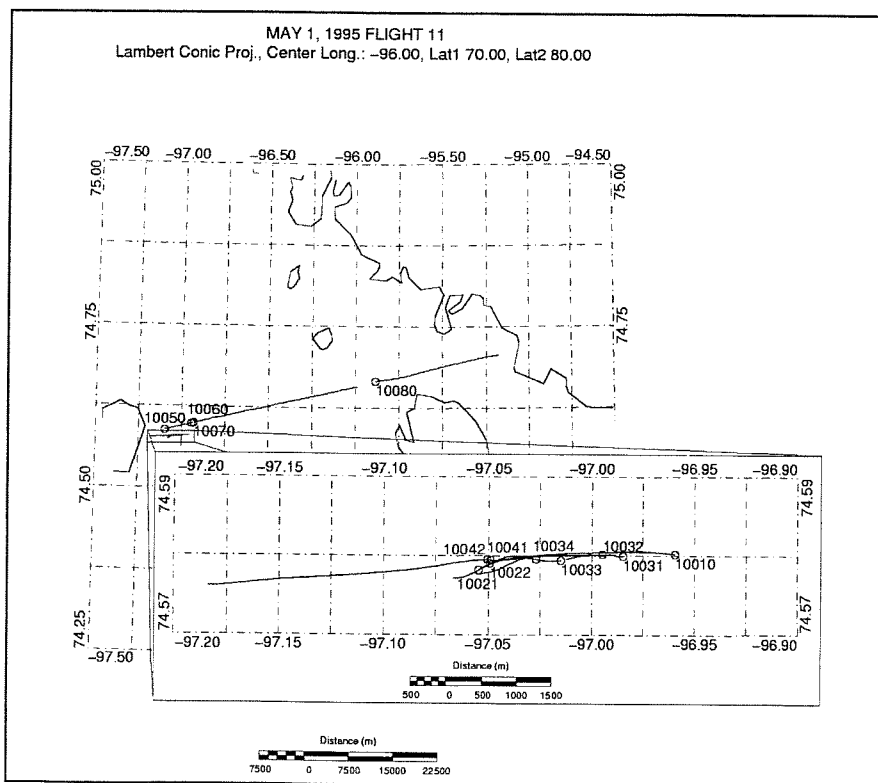 MAY 1, 1995 FLIGHT 11
Lambert Conic Proj., Center Long.: −96.00, Lat1 70.00, Lat2 80.00
−97.50 −97.00 −96.50 −96.00 −95.50 −95.00 −94.50
75.00 75.00
74.75 74.75
10080
10050 10060
10070
74.50
−97.20 −97.15 −97.10 −97.05 −97.00 −96.95 −96.90
74.59 74.59
10042 10041 10034 10032
10021 10022 10033 10031 10010
74.57 74.57
74.25
−97.50
−97.20 −97.15 −97.10 −97.05 −97.00 −96.95 −96.90
Distance (m)
500 0 500 1000 1500
Distance (m)
7500 0 7500 15000 22500